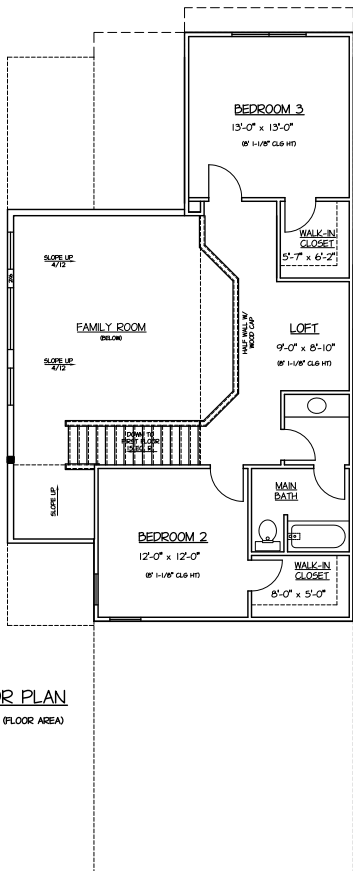 BEDROOM 3
13'-0" x 13'-0"
(8' 1-1/8" CLG HT)
WALK-IN
CLOSET
5'-7" x 6'-2"
SLOPE UP
4/12
FAMILY ROOM
(BELOW)
HALF WALL W/
WOOD CAP
LOFT
9'-0" x 8'-10"
(8' 1-1/8" CLG HT)
SLOPE UP
4/12
DOWN TO
FIRST FLOOR
SLOPE UP
MAIN
BATH
BEDROOM 2
12'-0" x 12'-0"
(8' 1-1/8" CLG HT)
WALK-IN
CLOSET
8'-0" x 5'-0"
OR PLAN
(FLOOR AREA)